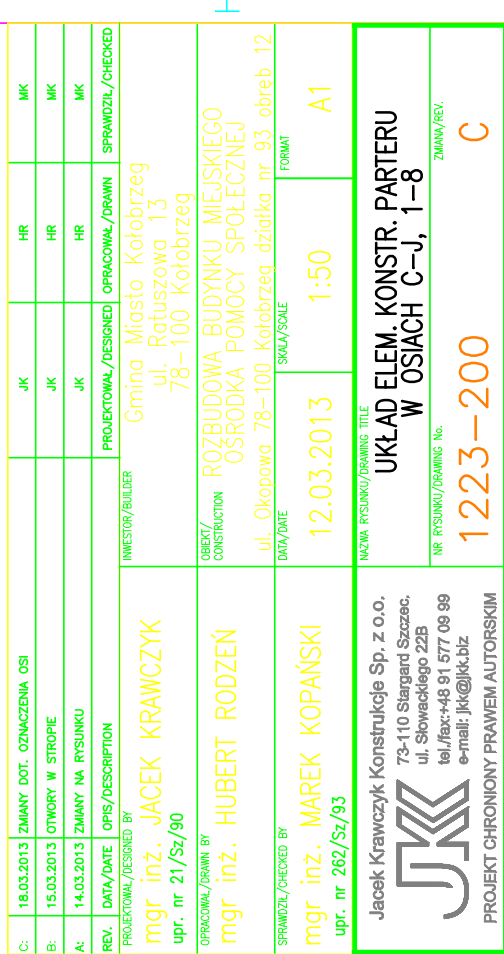 C: 18.03.2013 ZMIANY DOT. OZNACZENIA OSI JK HR MK
B: 15.03.2013 OTWORY W STROPIE JK HR MK
A: 14.03.2013 ZMIANY NA RYSUNKU JK HR MK
REV. DATA/DATE OPIS/DESCRIPTION PROJEKTOWAŁ/DESIGNED OPRACOWAŁ/DRAWN SPRAWDZIŁ/CHECKED
PROJEKTOWAŁ/DESIGNED BY
mgr inż. JACEK KRAWCZYK
upr. nr 21/Sz/90
INWESTOR/BUILDER
Gmina Miasto Kołobrzeg
ul. Ratuszowa 13
78-100 Kołobrzeg
OPRACOWAŁ/DRAWN BY
mgr inż. HUBERT RODZEŃ
OBIEKT/
CONSTRUCTION
ROZBUDOWA BUDYNKU MIEJSKIEGO
OŚRODKA POMOCY SPOŁECZNEJ
ul. Okopowa 78-100 Kołobrzeg działka nr 93 obręb 12
SPRAWDZIŁ/CHECKED BY
mgr inż. MAREK KOPAŃSKI
upr. nr 262/Sz/93
DATA/DATE
12.03.2013
SKALA/SCALE
1:50
FORMAT
A1
Jacek Krawczyk Konstrukcje Sp. z o.o.
JKK
73-110 Stargard Szczec.
ul. Słowackiego 22B
tel./fax:+48 91 577 09 99
e-mail: jkk@jkk.biz
PROJEKT CHRONIONY PRAWEM AUTORSKIM
NAZWA RYSUNKU/DRAWING TITLE
UKŁAD ELEM. KONSTR. PARTERU
W OSIACH C-J, 1-8
NR RYSUNKU/DRAWING No.
1223-200
ZMIANA/REV.
C